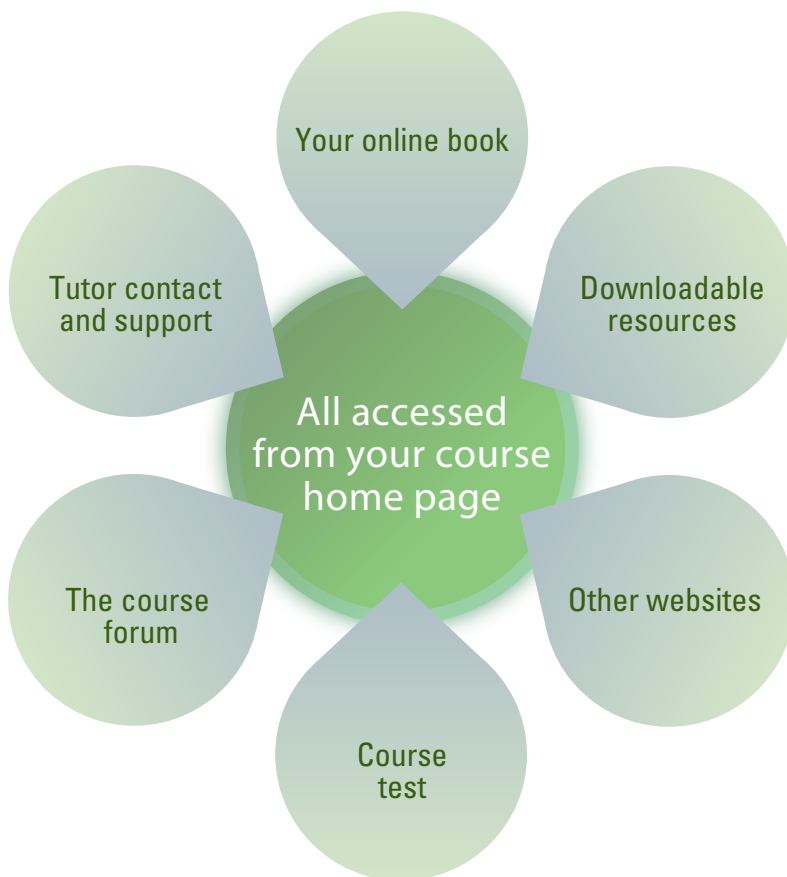 Your online book
Tutor contact
and support
Downloadable
resources
All accessed
from your course
home page
The course
forum
Other websites
Course
test